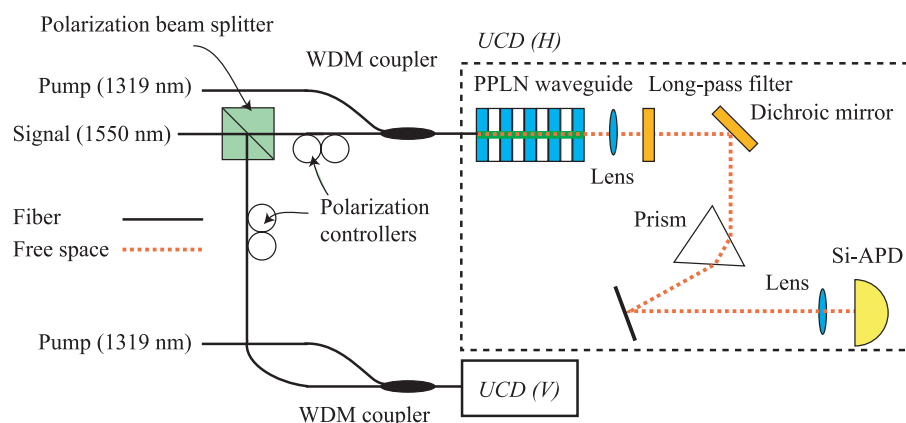 Polarization beam splitter
WDM coupler
UCD (H)
Pump (1319 nm)
PPLN waveguide
Long-pass filter
Dichroic mirror
Signal (1550 nm)
Lens
Polarization
controllers
Fiber
Free space
Prism
Si-APD
Lens
Pump (1319 nm)
UCD (V)
WDM coupler